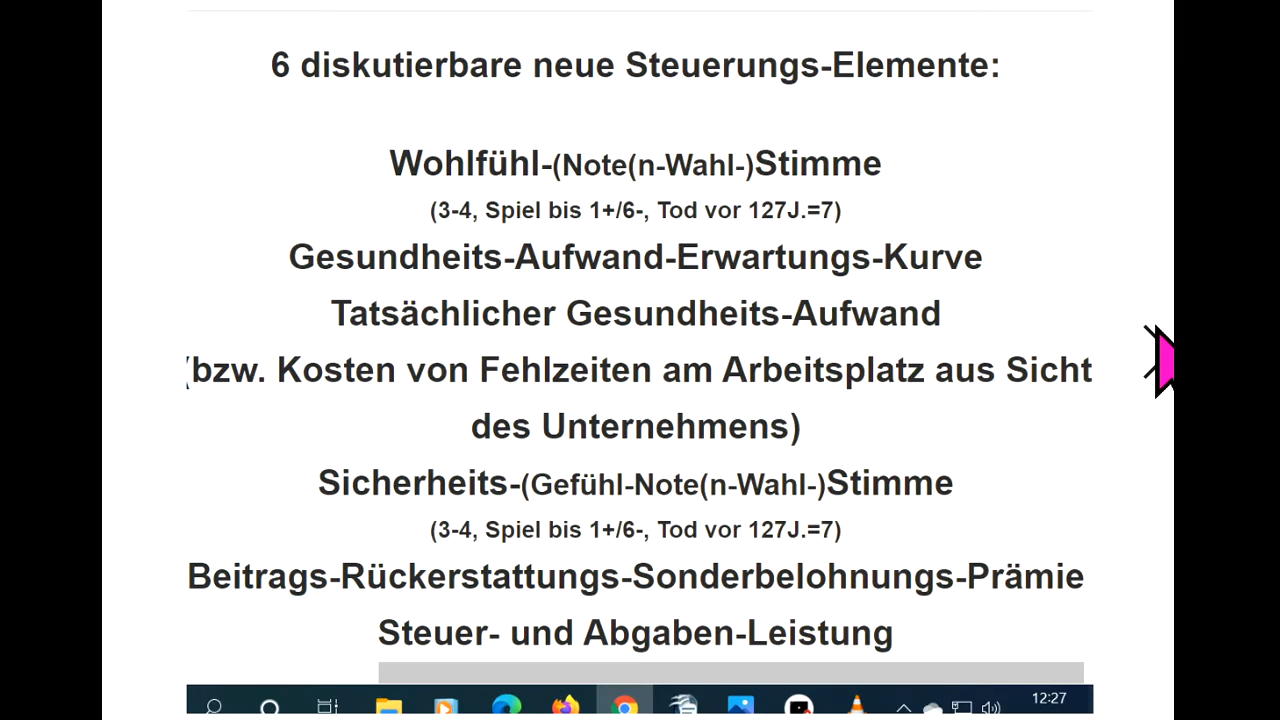 6 diskutierbare neue Steuerungs-Elemente:
Wohlfühl-(Note(n-Wahl-)Stimme
(3-4, Spiel bis 1+/6-, Tod vor 127J.=7)
Gesundheits-Aufwand-Erwartungs-Kurve
Tatsächlicher Gesundheits-Aufwand
(bzw. Kosten von Fehlzeiten am Arbeitsplatz aus Sicht
des Unternehmens)
Sicherheits-(Gefühl-Note(n-Wahl-)Stimme
(3-4, Spiel bis 1+/6-, Tod vor 127J.=7)
Beitrags-Rückerstattungs-Sonderbelohnungs-Prämie
Steuer- und Abgaben-Leistung
12:27